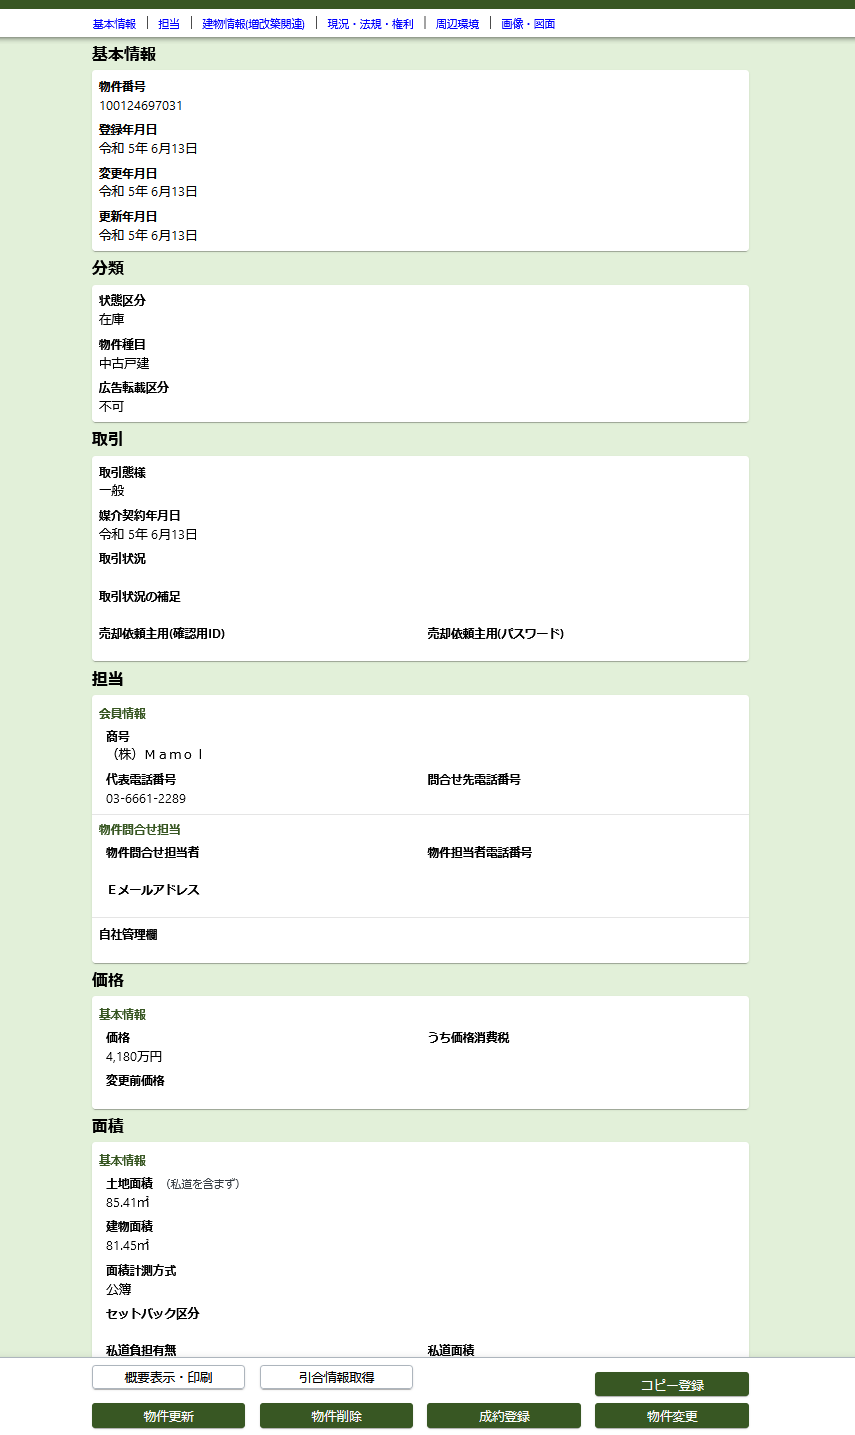 基本情報 | 担当 | 建物情報(増改築関連) | 現況・法規・権利 | 周辺環境 | 画像・図面
基本情報
物件番号
100124697031
登録年月日
令和 5年 6月13日
変更年月日
令和 5年 6月13日
更新年月日
令和 5年 6月13日
分類
状態区分
在庫
物件種目
中古戸建
広告転載区分
不可
取引
取引態様
一般
媒介契約年月日
令和 5年 6月13日
取引状況
取引状況の補足
売却依頼主用(確認用ID) 売却依頼主用(パスワード)
担当
会員情報
商号
（株）Ｍａｍｏｌ
代表電話番号 問合せ先電話番号
03-6661-2289
物件問合せ担当
物件問合せ担当者 物件担当者電話番号
Ｅメールアドレス
自社管理欄
価格
基本情報
価格 うち価格消費税
4,180万円
変更前価格
面積
基本情報
土地面積 （私道を含まず）
85.41㎡
建物面積
81.45㎡
面積計測方式
公簿
セットバック区分
私道負担有無 私道面積
概要表示・印刷 引合情報取得 コピー登録
物件更新 物件削除 成約登録 物件変更